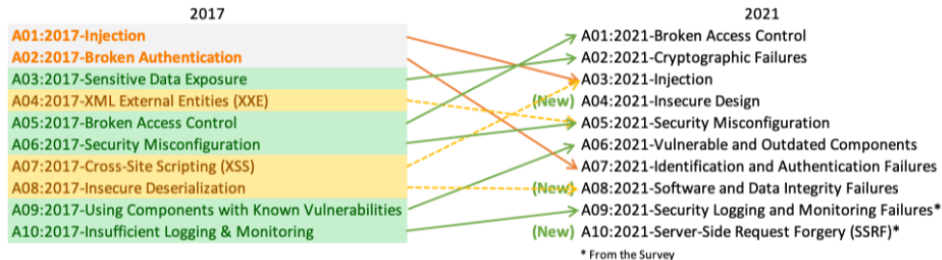 2017 2021
A01:2017-Injection A01:2021-Broken Access Control
A02:2017-Broken Authentication A02:2021-Cryptographic Failures
A03:2017-Sensitive Data Exposure A03:2021-Injection
A04:2017-XML External Entities (XXE) (New) A04:2021-Insecure Design
A05:2017-Broken Access Control A05:2021-Security Misconfiguration
A06:2017-Security Misconfiguration A06:2021-Vulnerable and Outdated Components
A07:2017-Cross-Site Scripting (XSS) A07:2021-Identification and Authentication Failures
A08:2017-Insecure Deserialization (New) A08:2021-Software and Data Integrity Failures
A09:2017-Using Components with Known Vulnerabilities A09:2021-Security Logging and Monitoring Failures*
A10:2017-Insufficient Logging & Monitoring (New) A10:2021-Server-Side Request Forgery (SSRF)*
* From the Survey